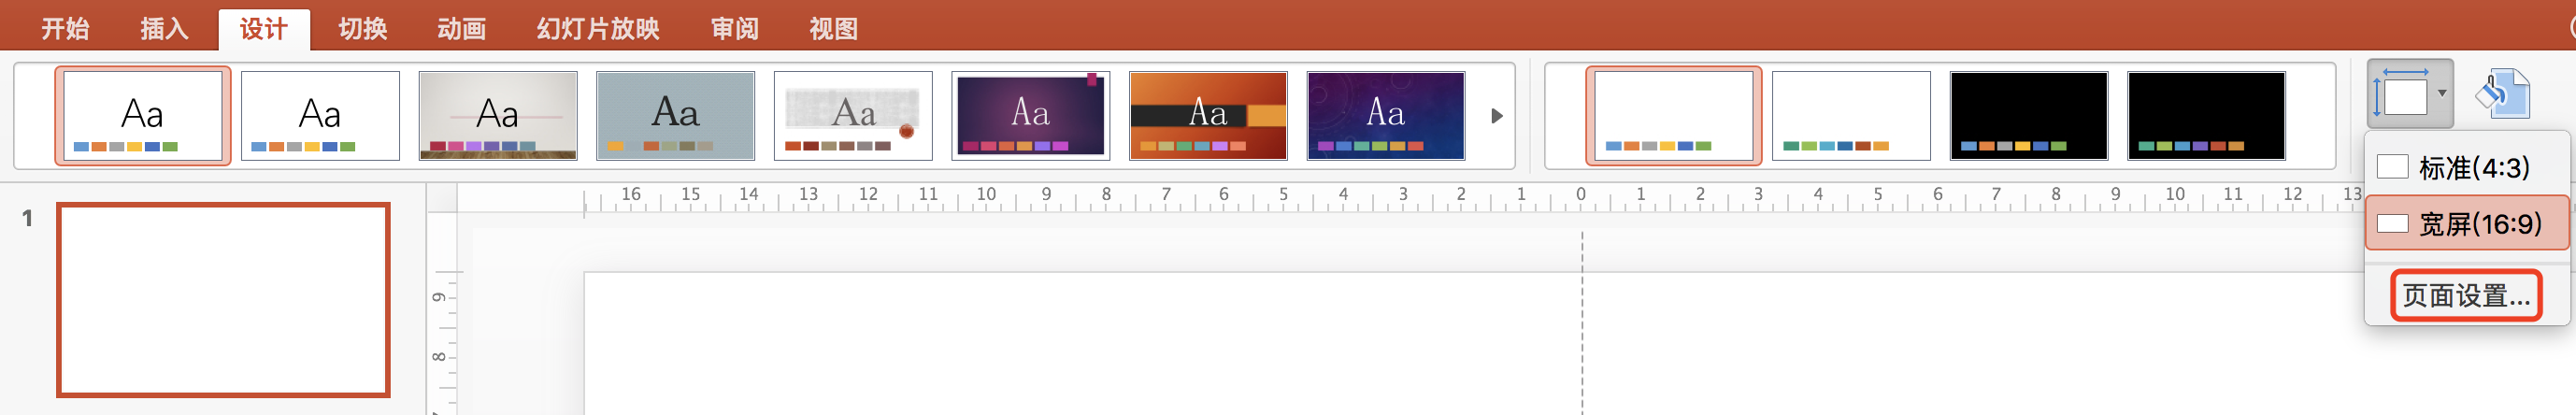 开始 插入 设计 切换 动画 幻灯片放映 审阅 视图
Aa Aa Aa Aa Aa Aa Aa Aa
标准(4:3)
16 15 14 13 12 11 10 9 8 7 6 5 4 3 2 1 0 1 2 3 4 5 6 7 8 9 10 11 12 13
1
宽屏(16:9)
9
页面设置...
8